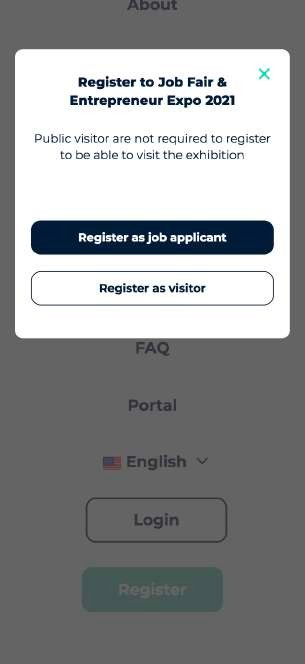 About
Register to Job Fair &
Entrepreneur Expo 2021
Public visitor are not required to register
to be able to visit the exhibition
Register as job applicant
Register as visitor
FAQ
Portal
English
Login
Register